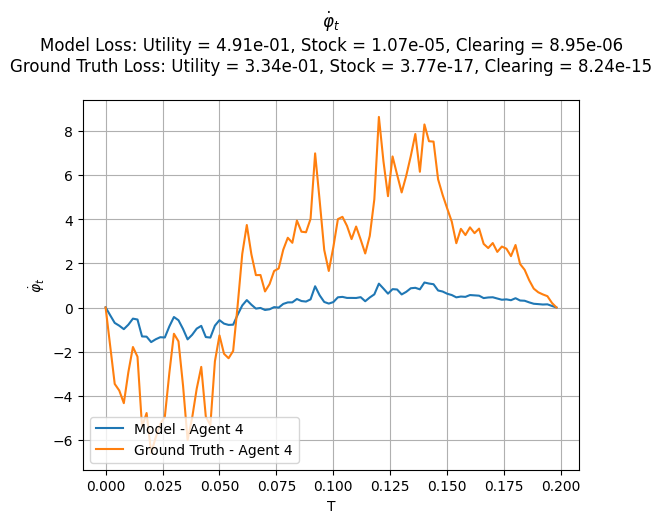 φ̇ₜ
Model Loss: Utility = 4.91e-01, Stock = 1.07e-05, Clearing = 8.95e-06
Ground Truth Loss: Utility = 3.34e-01, Stock = 3.77e-17, Clearing = 8.24e-15
8
6
4
2
0
−2
−4
−6
φ̇ₜ
Model - Agent 4
Ground Truth - Agent 4
0.000 0.025 0.050 0.075 0.100 0.125 0.150 0.175 0.200
T